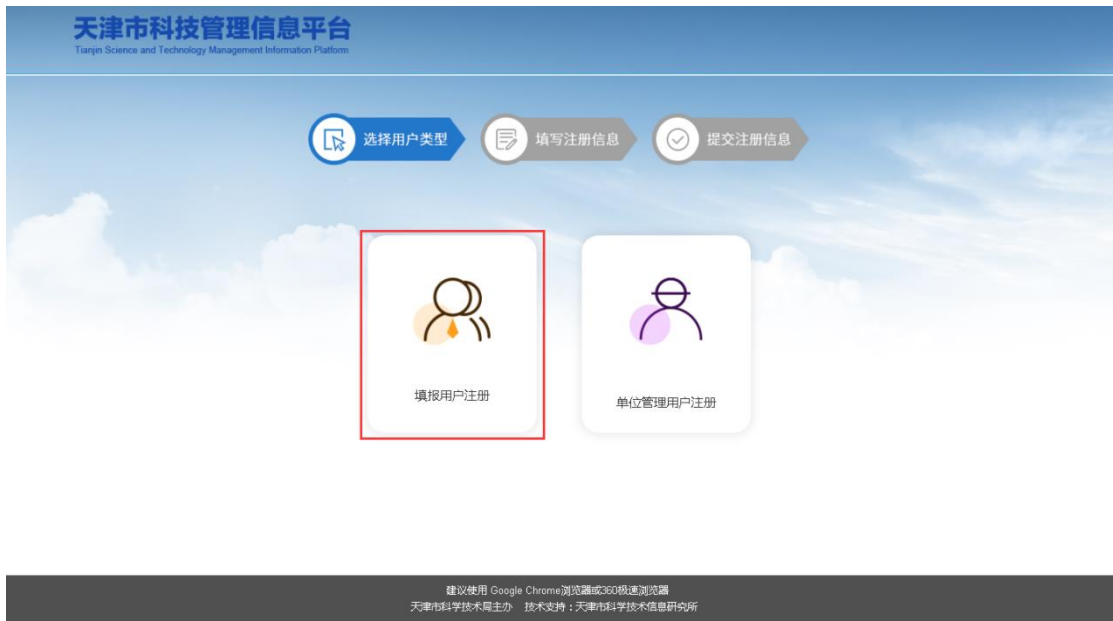 天津市科技管理信息平台
Tianjin Science and Technology Management Information Platform
选择用户类型
填写注册信息
提交注册信息
填报用户注册
单位管理用户注册
建议使用 Google Chrome浏览器或360极速浏览器
天津市科学技术局主办 技术支持：天津市科学技术信息研究所